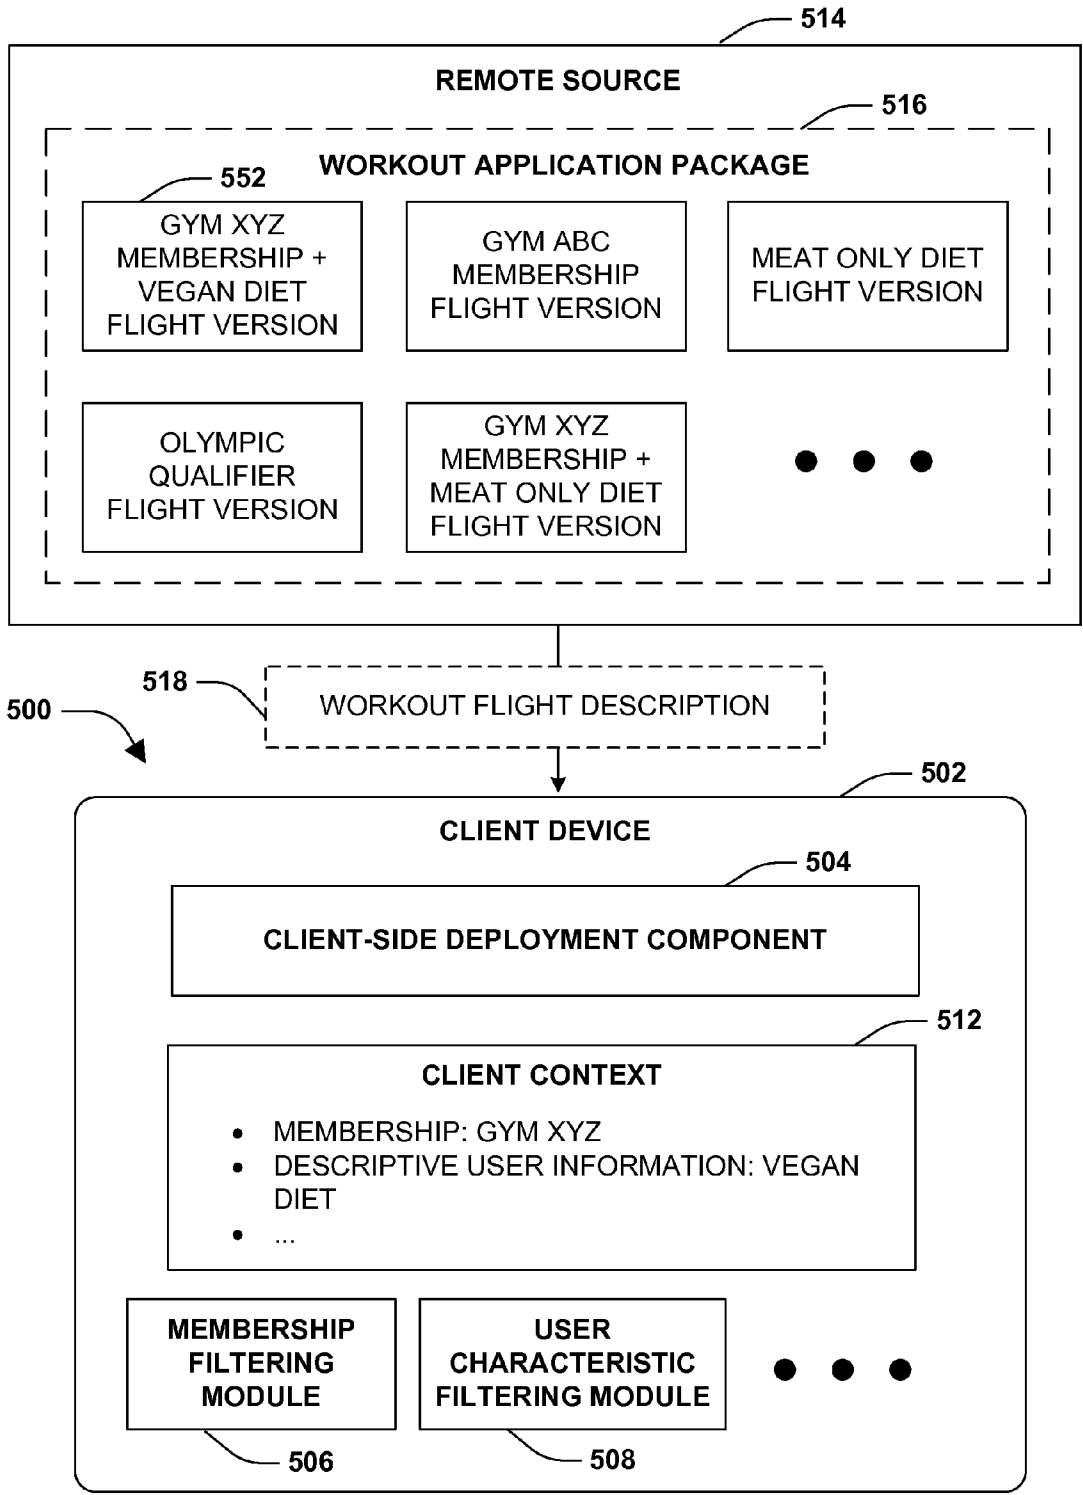 514
REMOTE SOURCE
516
WORKOUT APPLICATION PACKAGE
552
GYM XYZ
MEMBERSHIP +
VEGAN DIET
FLIGHT VERSION
GYM ABC
MEMBERSHIP
FLIGHT VERSION
MEAT ONLY DIET
FLIGHT VERSION
OLYMPIC
QUALIFIER
FLIGHT VERSION
GYM XYZ
MEMBERSHIP +
MEAT ONLY DIET
FLIGHT VERSION
518
WORKOUT FLIGHT DESCRIPTION
500
502
CLIENT DEVICE
504
CLIENT-SIDE DEPLOYMENT COMPONENT
512
CLIENT CONTEXT
• MEMBERSHIP: GYM XYZ
• DESCRIPTIVE USER INFORMATION: VEGAN
DIET
• ...
MEMBERSHIP
FILTERING
MODULE
USER
CHARACTERISTIC
FILTERING MODULE
506
508